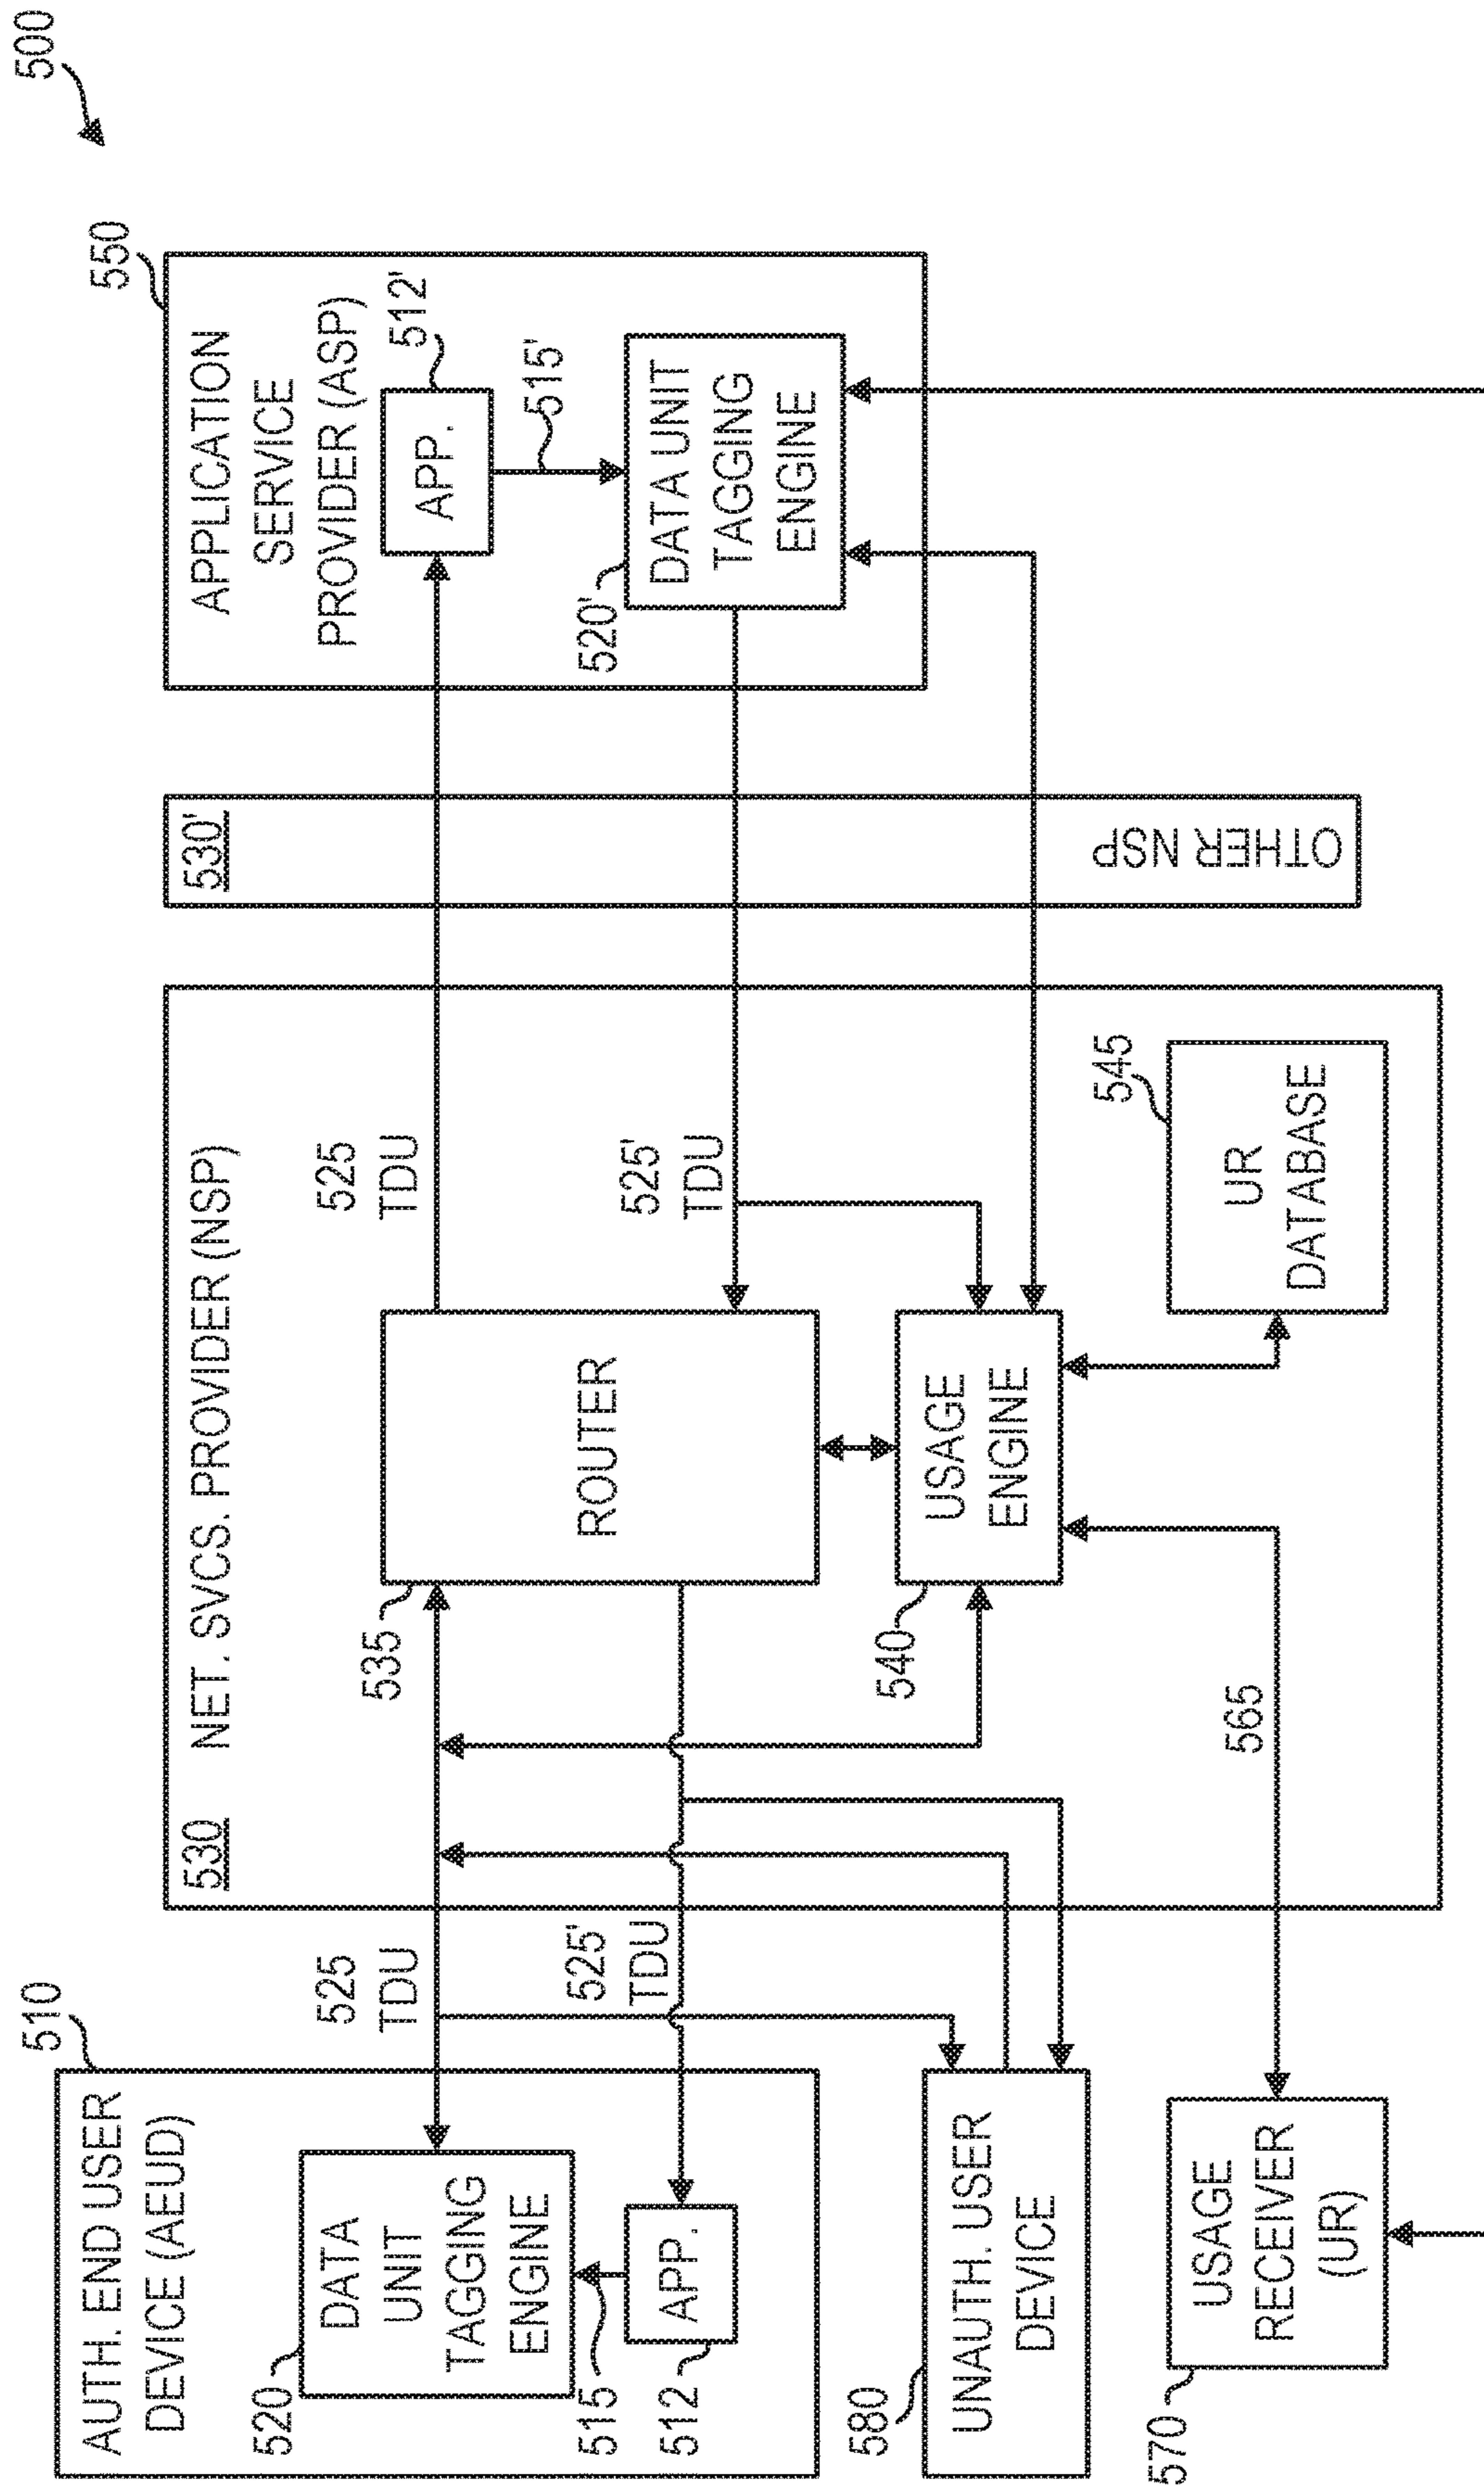 500
510
AUTH. END USER
DEVICE (AEUD)
520
DATA
UNIT
TAGGING
ENGINE
515
512
APP.
525
TDU
525'
TDU
580
UNAUTH. USER
DEVICE
570
USAGE
RECEIVER
(UR)
530
NET. SVCS. PROVIDER (NSP)
535
ROUTER
540
USAGE
ENGINE
565
525
TDU
525'
TDU
545
UR
DATABASE
530'
OTHER NSP
550
APPLICATION
SERVICE
PROVIDER (ASP)
512'
APP.
515'
520'
DATA UNIT
TAGGING
ENGINE